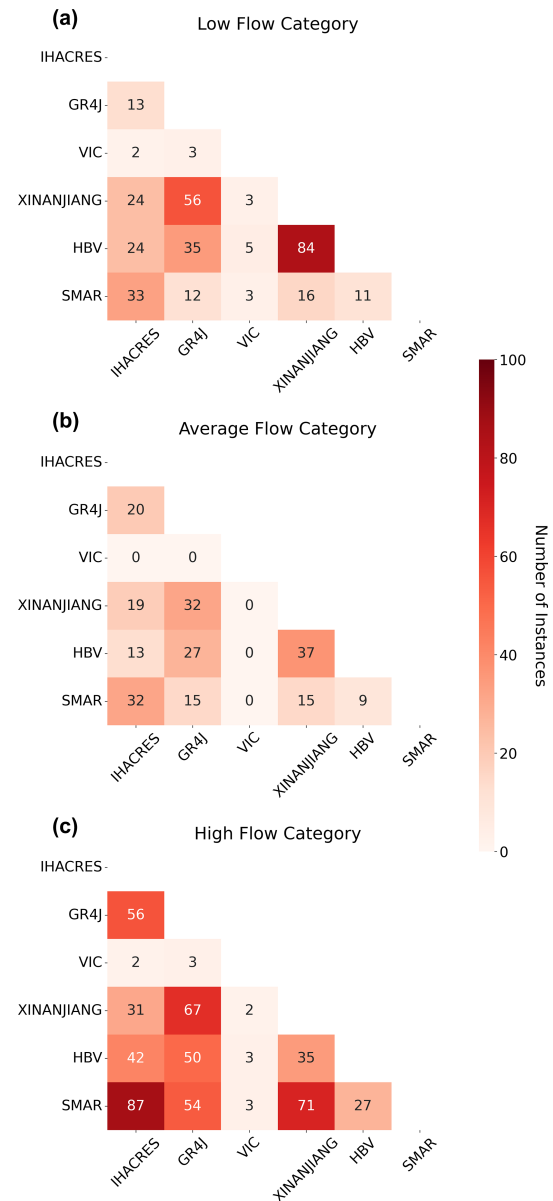 (a)
Low Flow Category
IHACRES
GR4J 13
VIC 2 3
XINANJIANG 24 56 3
HBV 24 35 5 84
SMAR 33 12 3 16 11
IHACRES GR4J VIC XINANJIANG HBV SMAR
(b)
Average Flow Category
IHACRES
GR4J 20
VIC 0 0
XINANJIANG 19 32 0
HBV 13 27 0 37
SMAR 32 15 0 15 9
IHACRES GR4J VIC XINANJIANG HBV SMAR
(c)
High Flow Category
IHACRES
GR4J 56
VIC 2 3
XINANJIANG 31 67 2
HBV 42 50 3 35
SMAR 87 54 3 71 27
IHACRES GR4J VIC XINANJIANG HBV SMAR
100
80
60
40
20
0
Number of Instances